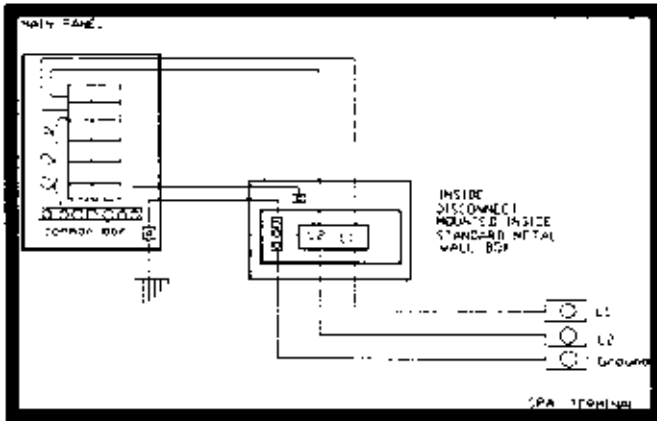 MAIN PANEL
COMMON BOX
L2 L1
INSIDE
DISCONNECT
MOUNTED INSIDE
STANDARD METAL
WALL BOX
L1
L2
Ground
SPA TERMINAL